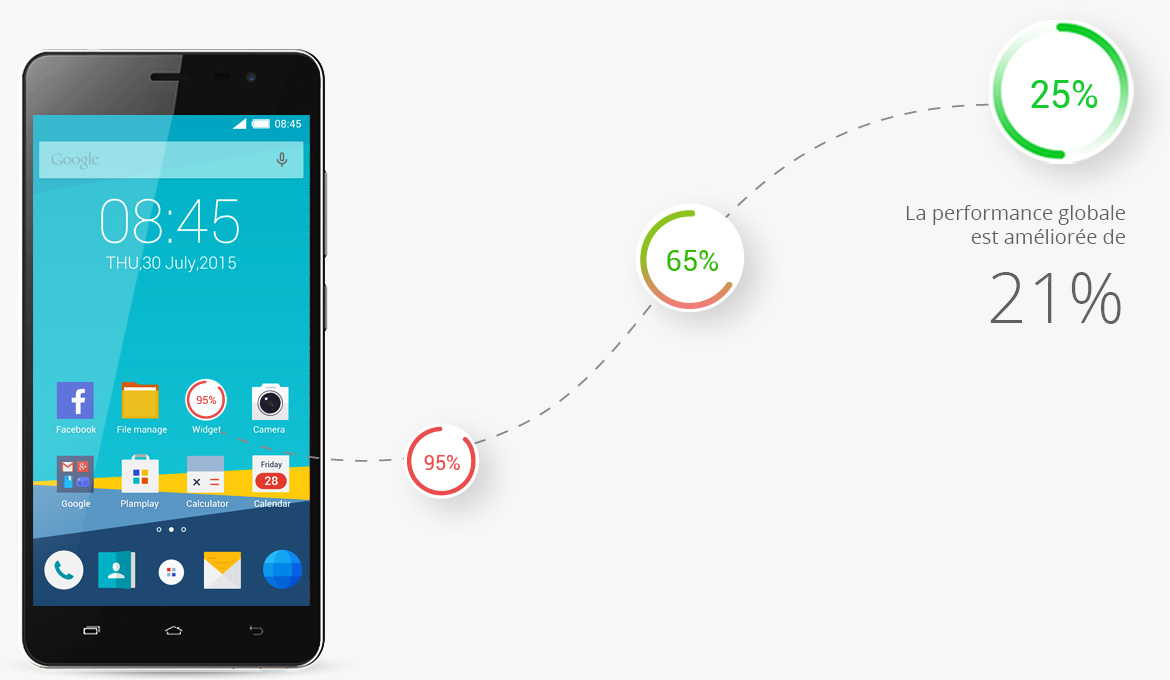 08:45
Google
08:45
THU,30 July,2015
95%
Facebook
File manage
Widget
Camera
Friday
28
Google
Plamplay
Calculator
Calendar
95%
65%
25%
La performance globale
est améliorée de
21%